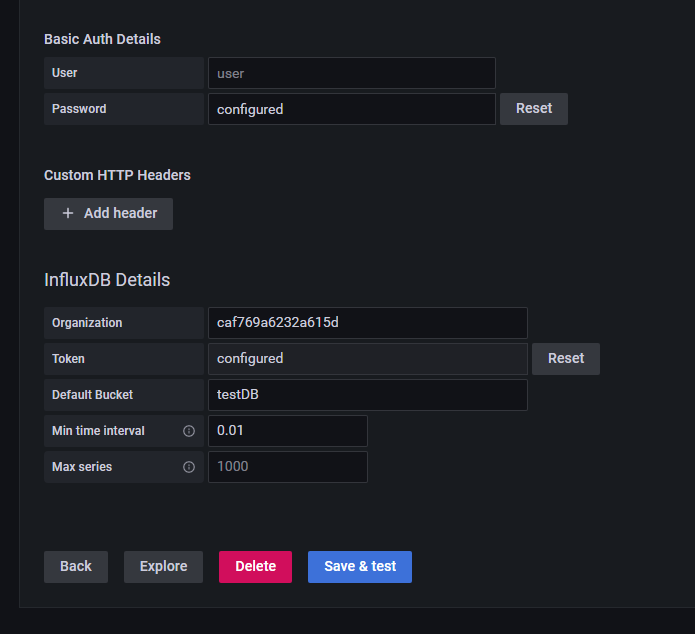 Basic Auth Details
User user
Password configured Reset
Custom HTTP Headers
+ Add header
InfluxDB Details
Organization caf769a6232a615d
Token configured Reset
Default Bucket testDB
Min time interval 0.01
Max series 1000
Back Explore Delete Save & test